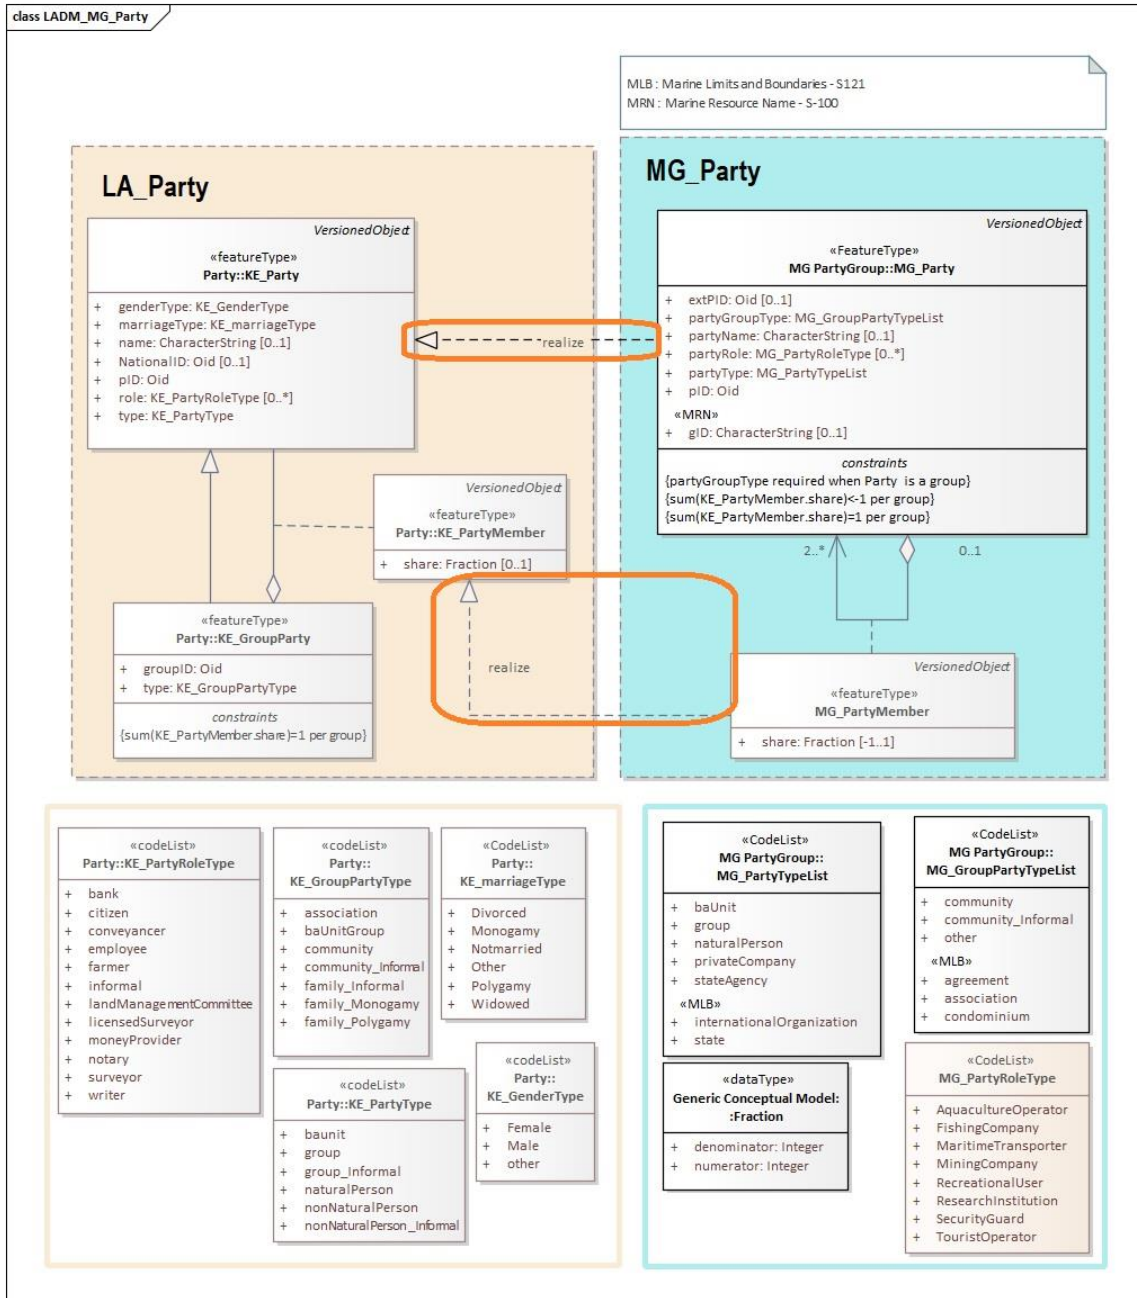 class LADM_MG_Party
MLB : Marine Limits and Boundaries - S121
MRN : Marine Resource Name - S-100
LA_Party
VersionedObject
«featureType»
Party::KE_Party
+ genderType: KE_GenderType
+ marriageType: KE_marriageType
+ name: CharacterString [0..1]
+ NationalID: Oid [0..1]
+ pID: Oid
+ role: KE_PartyRoleType [0..*]
+ type: KE_PartyType
realize
VersionedObject
«featureType»
Party::KE_PartyMember
+ share: Fraction [0..1]
«featureType»
Party::KE_GroupParty
+ groupID: Oid
+ type: KE_GroupPartyType
constraints
{sum(KE_PartyMember.share)=1 per group}
realize
MG_Party
VersionedObject
«FeatureType»
MG PartyGroup::MG_Party
+ extPID: Oid [0..1]
+ partyGroupType: MG_GroupPartyTypeList
+ partyName: CharacterString [0..1]
+ partyRole: MG_PartyRoleType [0..*]
+ partyType: MG_PartyTypeList
+ pID: Oid
«MRN»
+ gID: CharacterString [0..1]
constraints
{partyGroupType required when Party is a group}
{sum(KE_PartyMember.share)<-1 per group}
{sum(KE_PartyMember.share)=1 per group}
2..*
0..1
VersionedObject
«featureType»
MG_PartyMember
+ share: Fraction [-1..1]
«codeList»
Party::KE_PartyRoleType
+ bank
+ citizen
+ conveyancer
+ employee
+ farmer
+ informal
+ landManagementCommittee
+ licensedSurveyor
+ moneyProvider
+ notary
+ surveyor
+ writer
«codeList»
Party::
KE_GroupPartyType
+ association
+ baUnitGroup
+ community
+ community_Informal
+ family_Informal
+ family_Monogamy
+ family_Polygamy
«CodeList»
Party::
KE_marriageType
+ Divorced
+ Monogamy
+ Notmarried
+ Other
+ Polygamy
+ Widowed
«codeList»
Party::KE_PartyType
+ baunit
+ group
+ group_Informal
+ naturalPerson
+ nonNaturalPerson
+ nonNaturalPerson_Informal
«codeList»
Party::
KE_GenderType
+ Female
+ Male
+ other
«CodeList»
MG PartyGroup::
MG_PartyTypeList
+ baUnit
+ group
+ naturalPerson
+ privateCompany
+ stateAgency
«MLB»
+ internationalOrganization
+ state
«CodeList»
MG PartyGroup::
MG_GroupPartyTypeList
+ community
+ community_Informal
+ other
«MLB»
+ agreement
+ association
+ condominium
«dataType»
Generic Conceptual Model:
:Fraction
+ denominator: Integer
+ numerator: Integer
«CodeList»
MG_PartyRoleType
+ AquacultureOperator
+ FishingCompany
+ MaritimeTransporter
+ MiningCompany
+ RecreationalUser
+ ResearchInstitution
+ SecurityGuard
+ TouristOperator